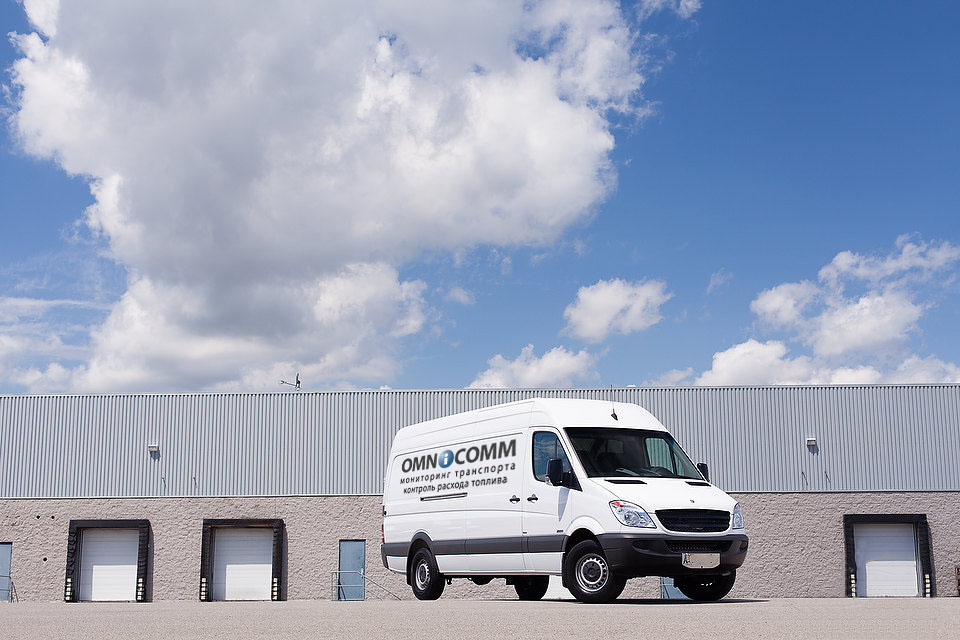 OMNiCOMM
мониторинг транспорта
контроль расхода топлива